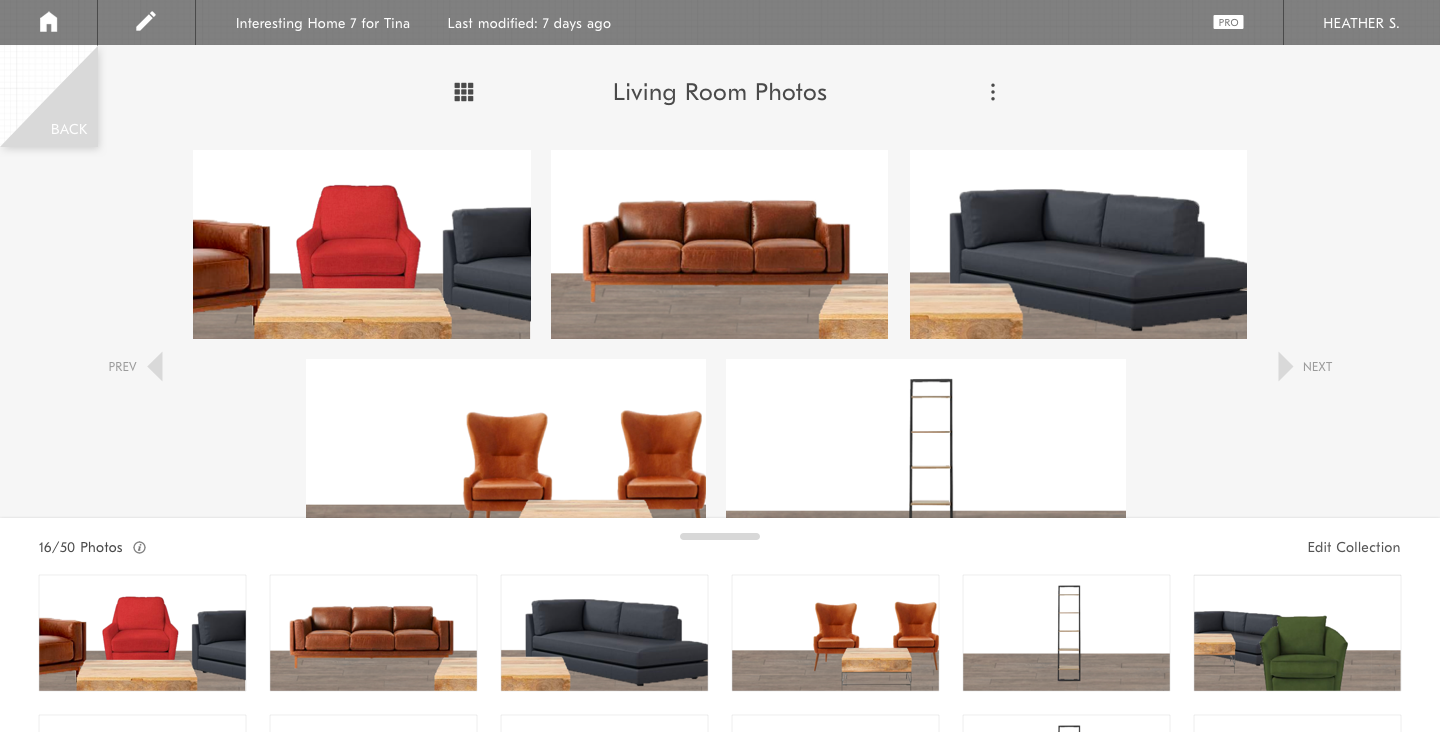 Interesting Home 7 for Tina
Last modified: 7 days ago
PRO
HEATHER S.
BACK
Living Room Photos
PREV
NEXT
16/50 Photos
Edit Collection